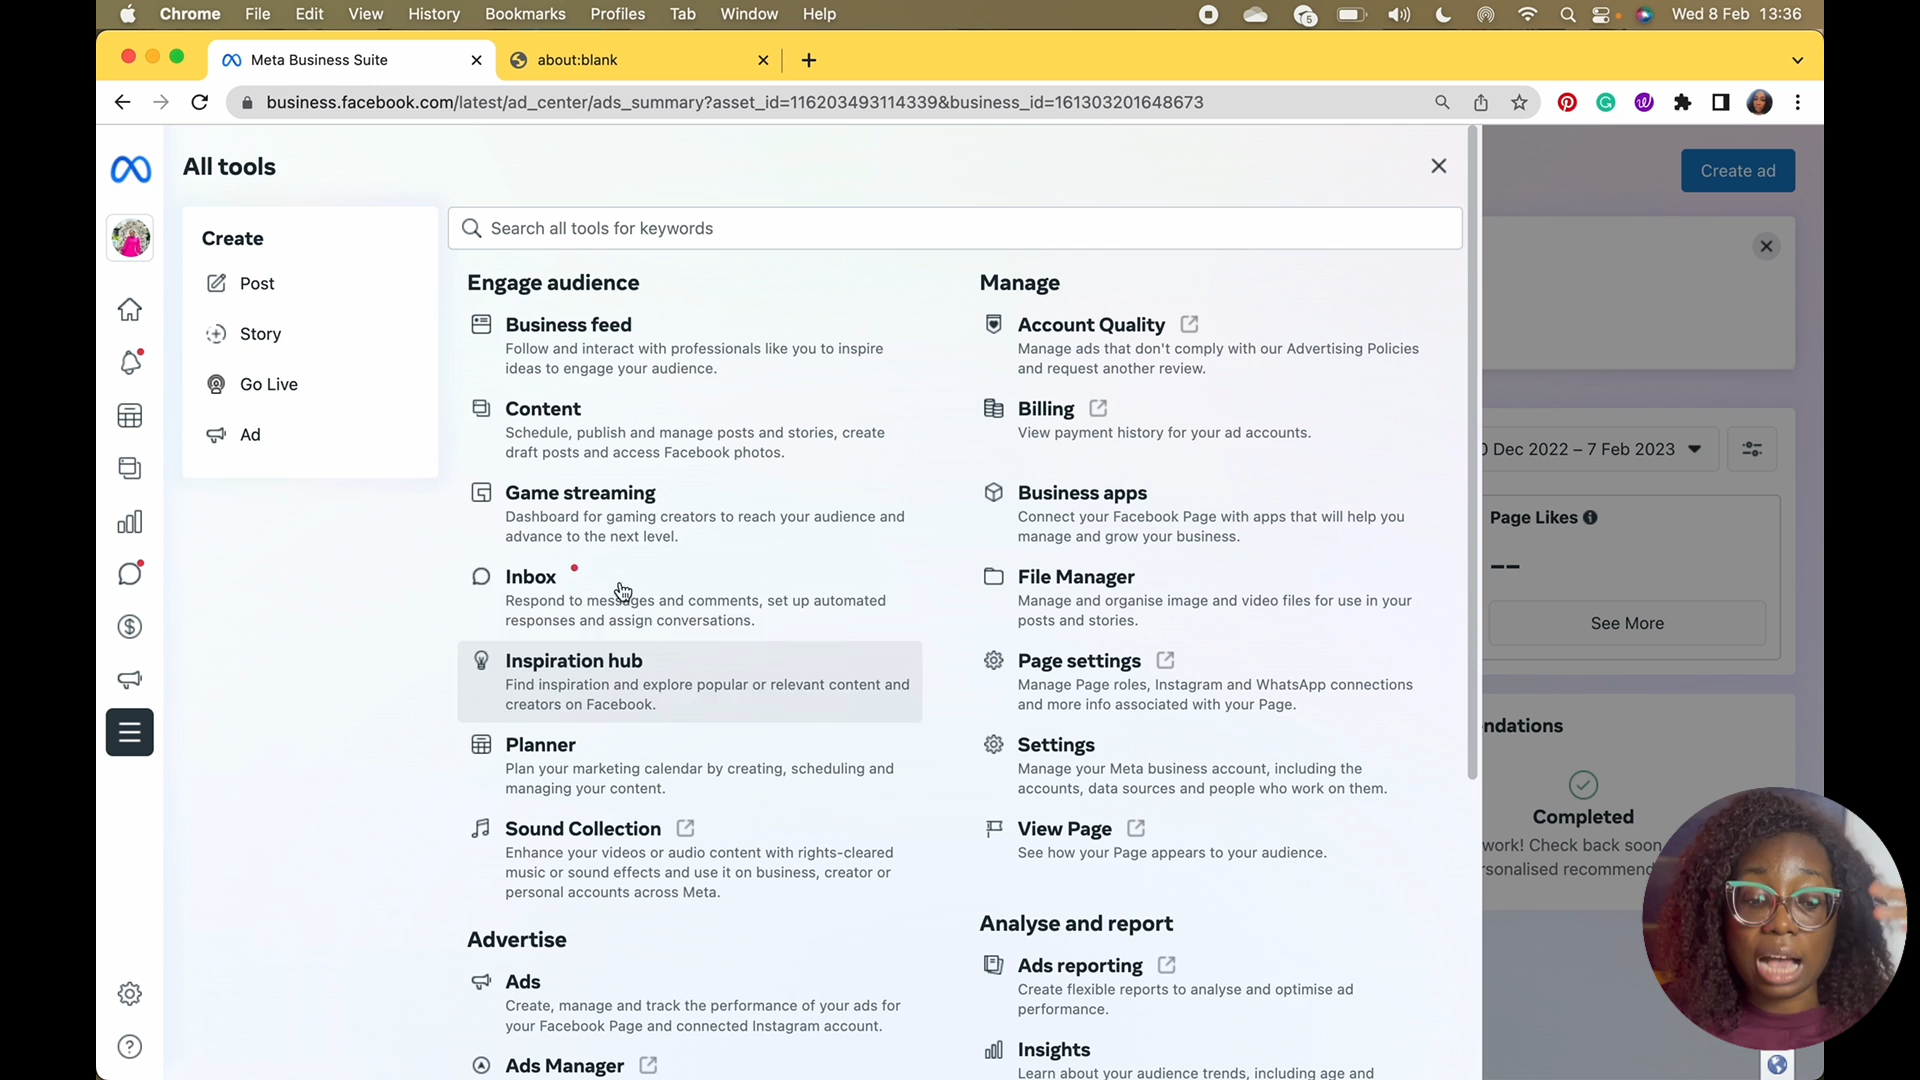 Chrome File Edit View History Bookmarks Profiles Tab Window Help
5
Wed 8 Feb 13:36
Meta Business Suite
about:blank
business.facebook.com/latest/ad_center/ads_summary?asset_id=116203493114339&business_id=161303201648673
All tools
Create ad
Create
Post
Story
Go Live
Ad
Search all tools for keywords
Engage audience
Business feed
Follow and interact with professionals like you to inspire
ideas to engage your audience.
Content
Schedule, publish and manage posts and stories, create
draft posts and access Facebook photos.
Game streaming
Dashboard for gaming creators to reach your audience and
advance to the next level.
Inbox
Respond to messages and comments, set up automated
responses and assign conversations.
Inspiration hub
Find inspiration and explore popular or relevant content and
creators on Facebook.
Planner
Plan your marketing calendar by creating, scheduling and
managing your content.
Sound Collection
Enhance your videos or audio content with rights-cleared
music or sound effects and use it on business, creator or
personal accounts across Meta.
Advertise
Ads
Create, manage and track the performance of your ads for
your Facebook Page and connected Instagram account.
Ads Manager
Manage
Account Quality
Manage ads that don't comply with our Advertising Policies
and request another review.
Billing
View payment history for your ad accounts.
Business apps
Connect your Facebook Page with apps that will help you
manage and grow your business.
File Manager
Manage and organise image and video files for use in your
posts and stories.
Page settings
Manage Page roles, Instagram and WhatsApp connections
and more info associated with your Page.
Settings
Manage your Meta business account, including the
accounts, data sources and people who work on them.
View Page
See how your Page appears to your audience.
Analyse and report
Ads reporting
Create flexible reports to analyse and optimise ad
performance.
Insights
Learn about your audience trends, including age and
0 Dec 2022 – 7 Feb 2023
Page Likes
--
See More
ndations
Completed
work! Check back soon
rsonalised recommend